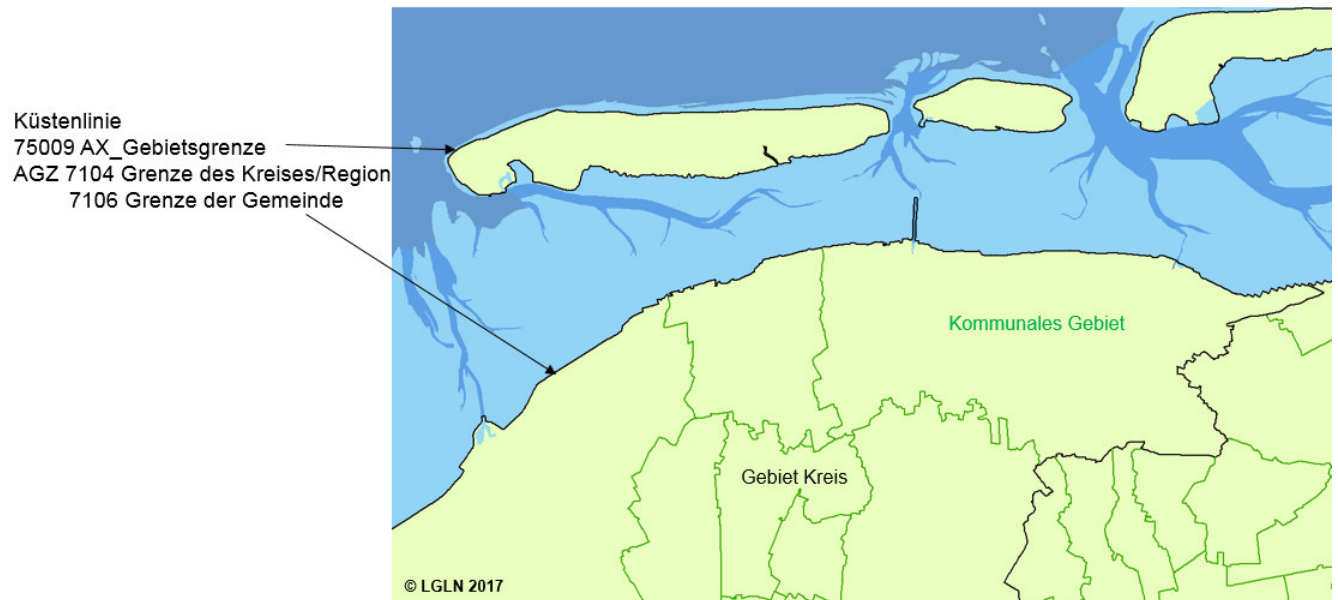 Küstenlinie
75009 AX_Gebietsgrenze
AGZ 7104 Grenze des Kreises/Region
7106 Grenze der Gemeinde
Kommunales Gebiet
Gebiet Kreis
© LGLN 2017